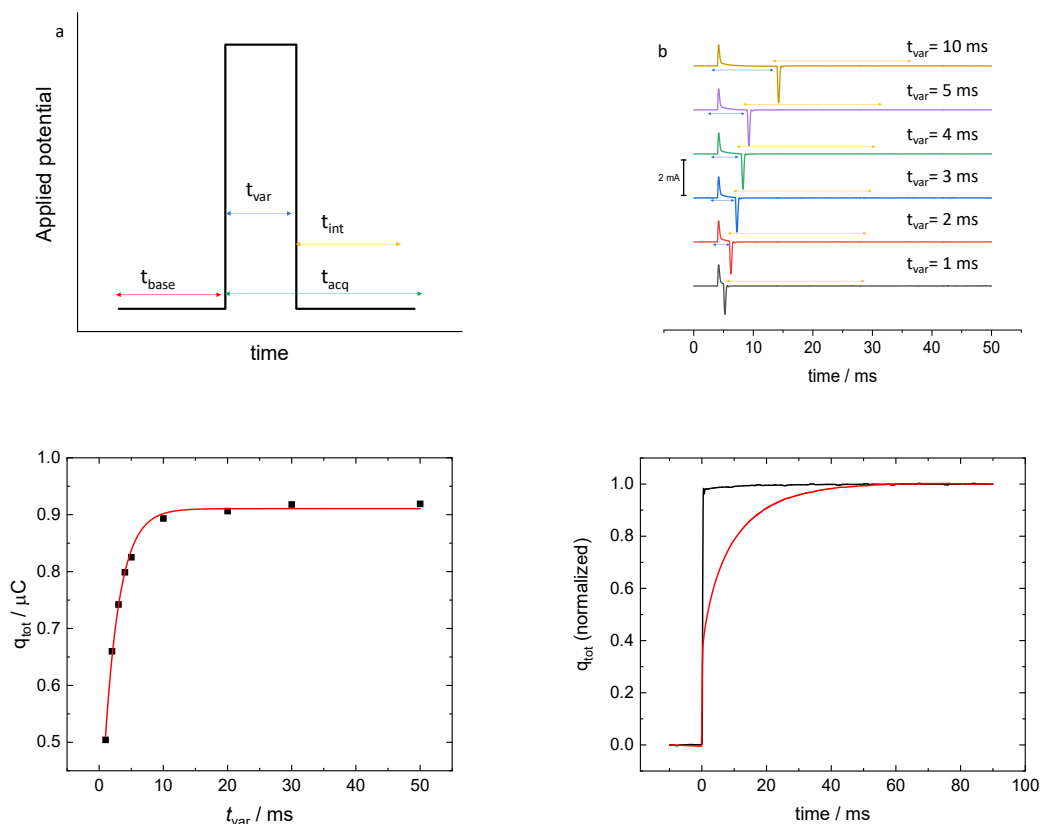 a
Applied potential
t_var
t_int
t_base
t_acq
time
b
t_var= 10 ms
t_var= 5 ms
t_var= 4 ms
2 mA
t_var= 3 ms
t_var= 2 ms
t_var= 1 ms
0 10 20 30 40 50
time / ms
1.0
0.9
0.8
0.7
0.6
0.5
q_tot / μC
0 10 20 30 40 50
t_var / ms
1.0
0.8
0.6
0.4
0.2
0.0
q_tot (normalized)
-20 0 20 40 60 80 100
time / ms